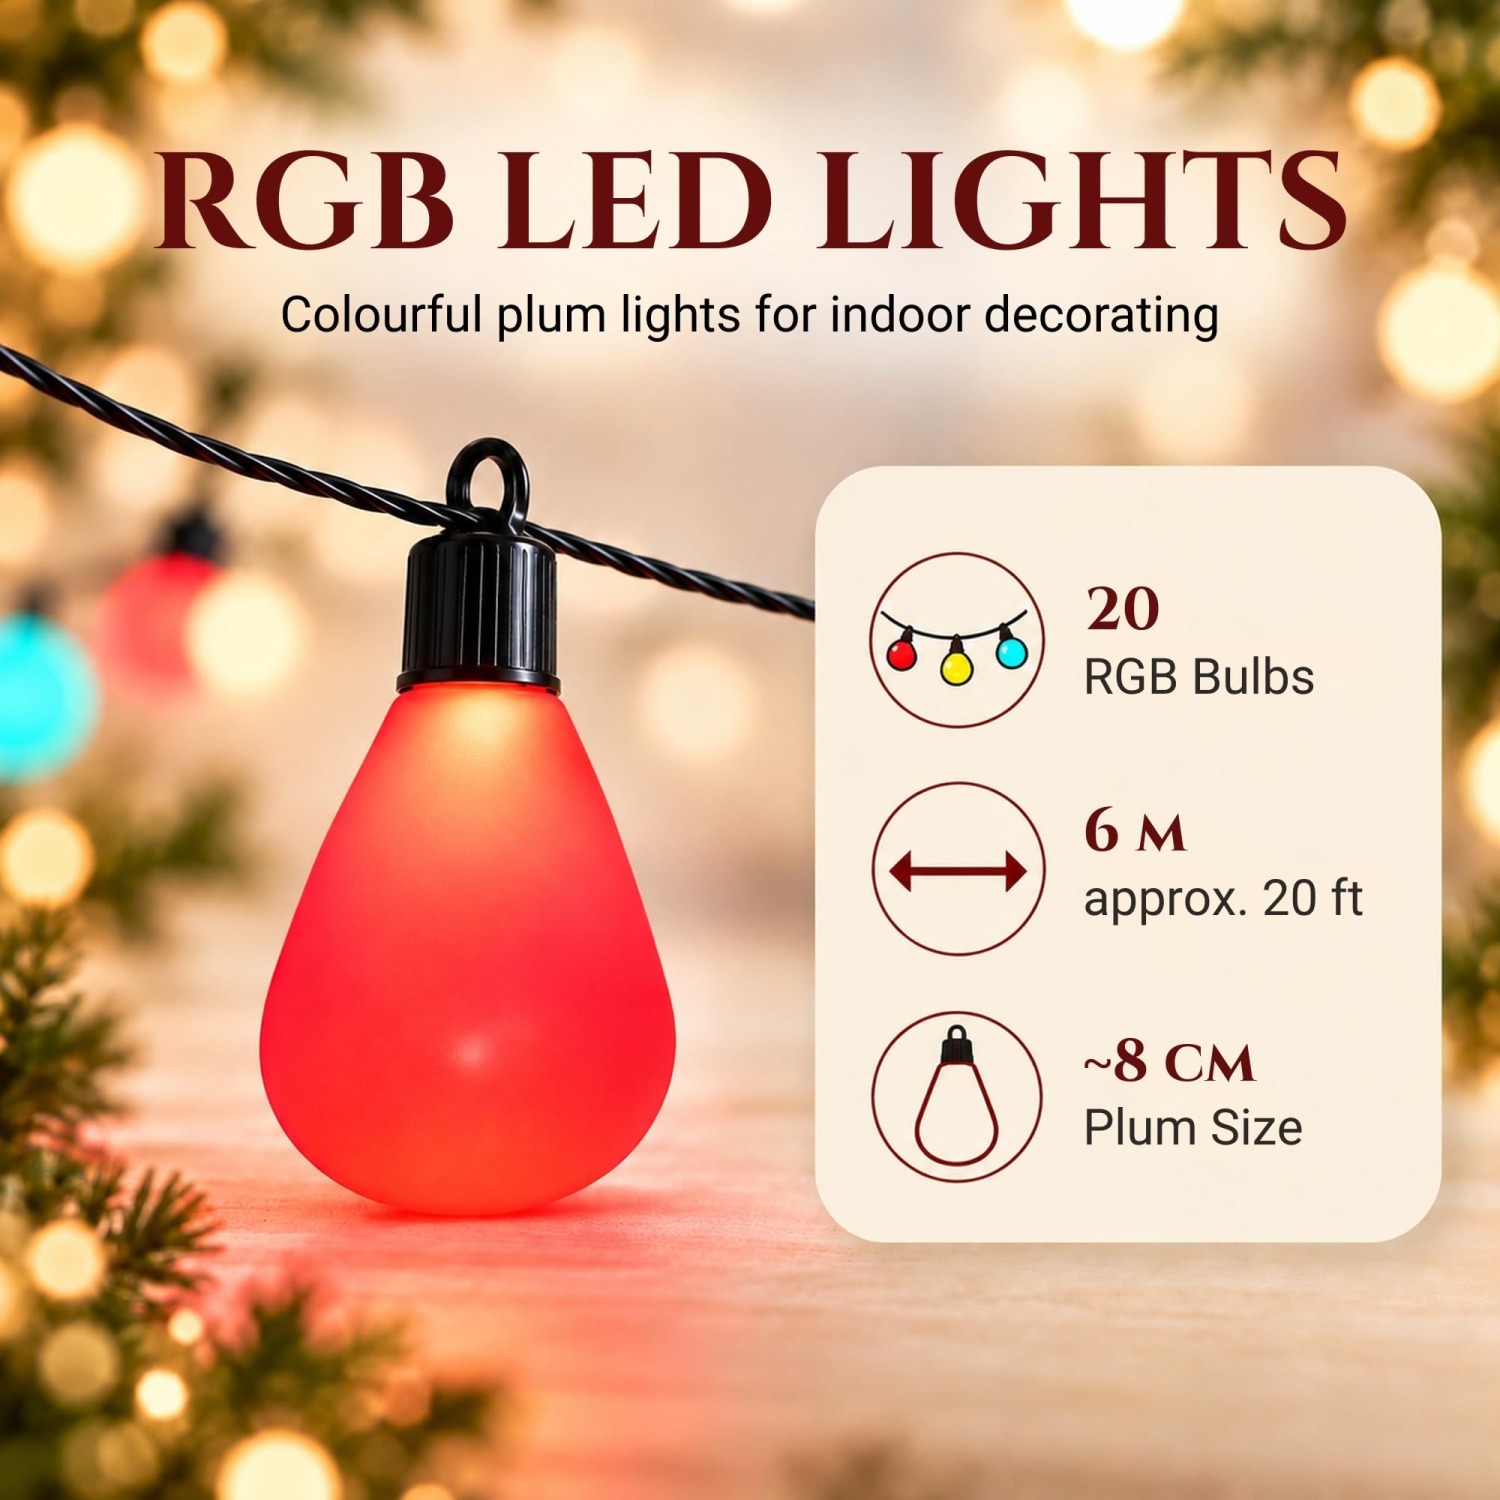 RGB LED LIGHTS
Colourful plum lights for indoor decorating
20
RGB Bulbs
6 M
approx. 20 ft
~8 CM
Plum Size